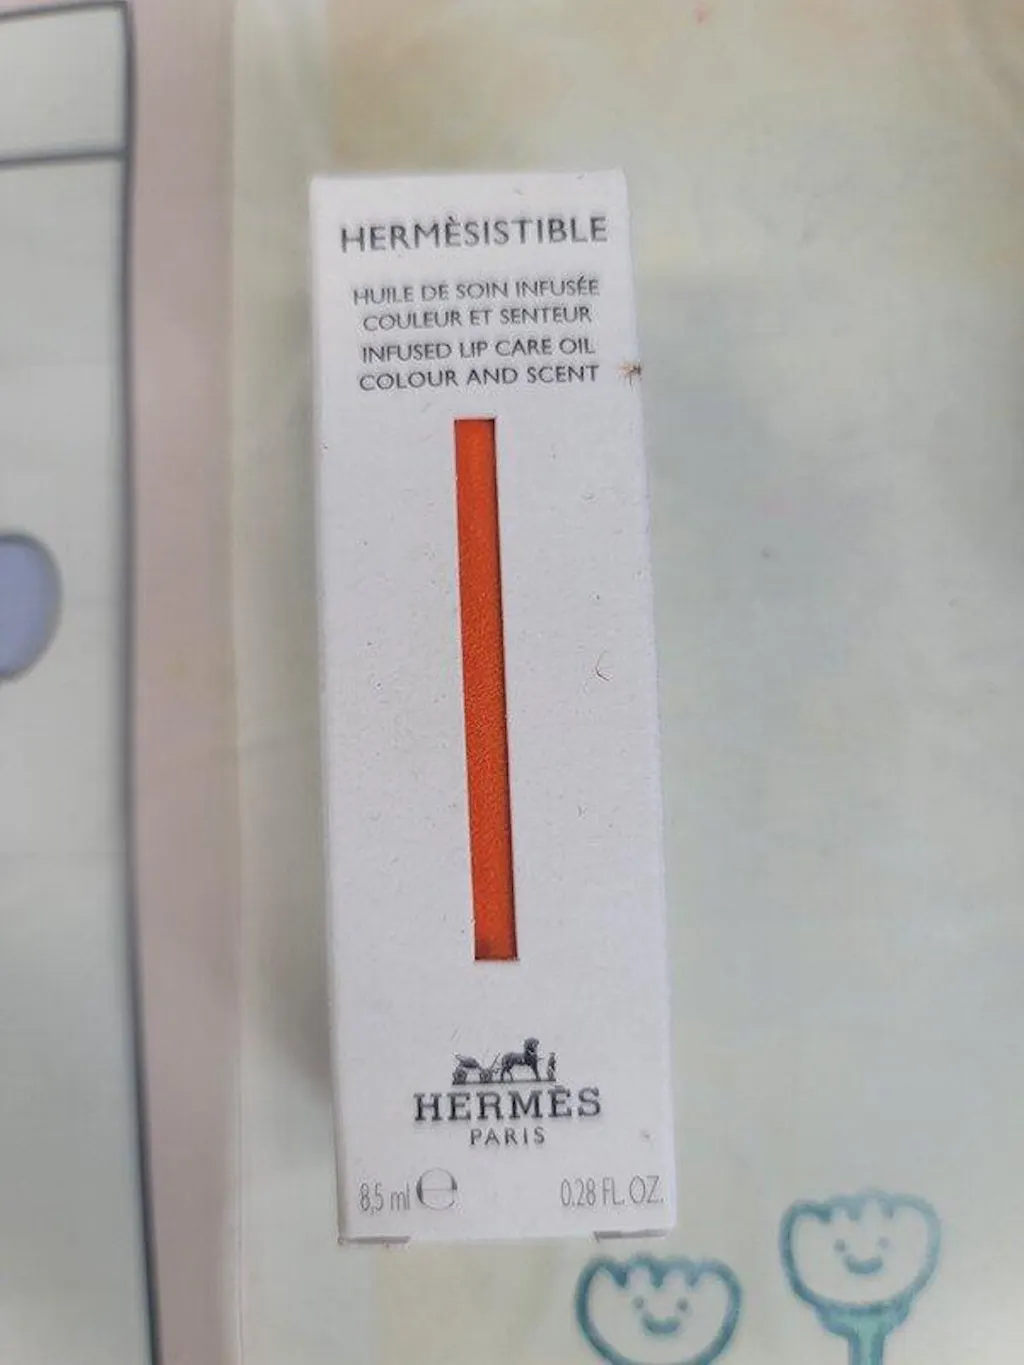 HERMÈSISTIBLE
HUILE DE SOIN INFUSÉE
COULEUR ET SENTEUR
INFUSED LIP CARE OIL
COLOUR AND SCENT
HERMÈS
PARIS
8,5 ml ℮ 0.28 FL. OZ.